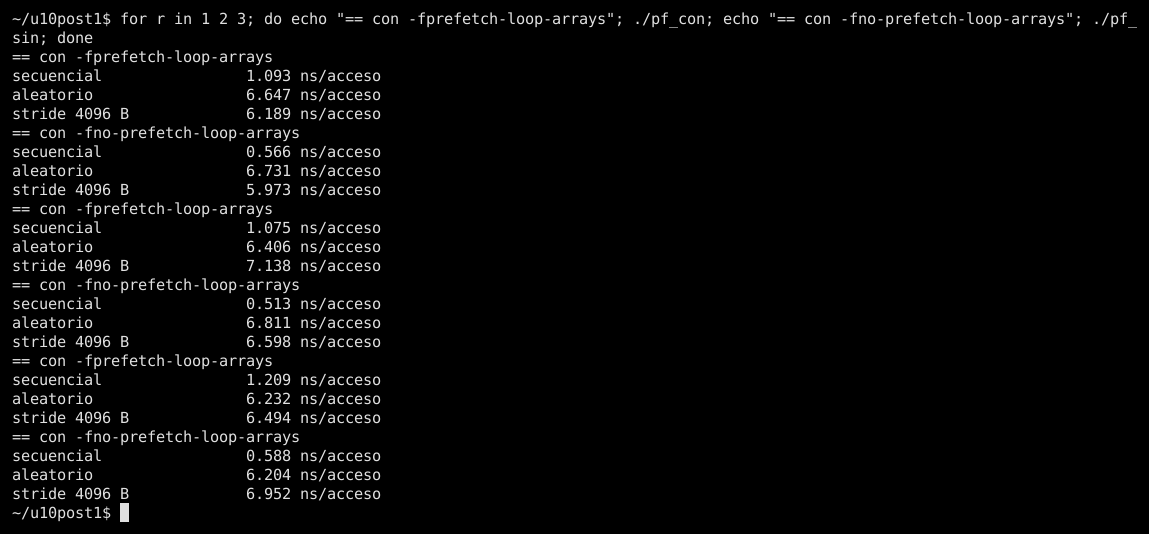 ~/u10post1$ for r in 1 2 3; do echo "== con -fprefetch-loop-arrays"; ./pf_con; echo "== con -fno-prefetch-loop-arrays"; ./pf_
sin; done
== con -fprefetch-loop-arrays
secuencial                1.093 ns/acceso
aleatorio                 6.647 ns/acceso
stride 4096 B             6.189 ns/acceso
== con -fno-prefetch-loop-arrays
secuencial                0.566 ns/acceso
aleatorio                 6.731 ns/acceso
stride 4096 B             5.973 ns/acceso
== con -fprefetch-loop-arrays
secuencial                1.075 ns/acceso
aleatorio                 6.406 ns/acceso
stride 4096 B             7.138 ns/acceso
== con -fno-prefetch-loop-arrays
secuencial                0.513 ns/acceso
aleatorio                 6.811 ns/acceso
stride 4096 B             6.598 ns/acceso
== con -fprefetch-loop-arrays
secuencial                1.209 ns/acceso
aleatorio                 6.232 ns/acceso
stride 4096 B             6.494 ns/acceso
== con -fno-prefetch-loop-arrays
secuencial                0.588 ns/acceso
aleatorio                 6.204 ns/acceso
stride 4096 B             6.952 ns/acceso
~/u10post1$